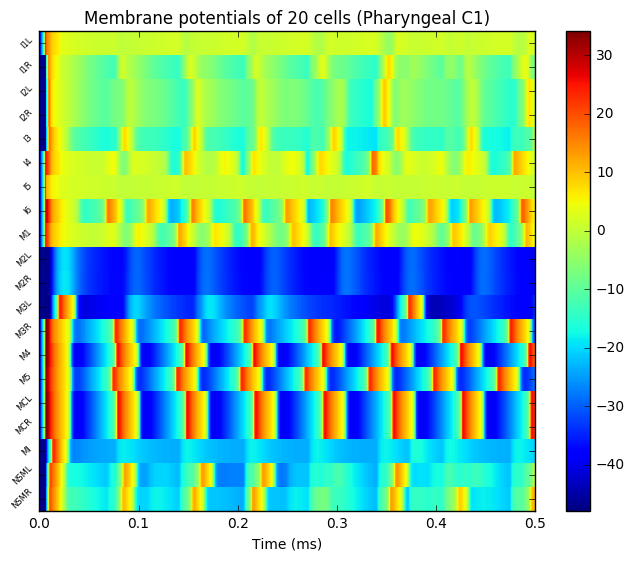 Membrane potentials of 20 cells (Pharyngeal C1)
I1L
I1R
I2L
I2R
I3
I4
I5
I6
M1
M2L
M2R
M3L
M3R
M4
M5
MCL
MCR
MI
NSML
NSMR
0.0 0.1 0.2 0.3 0.4 0.5
Time (ms)
30
20
10
0
−10
−20
−30
−40